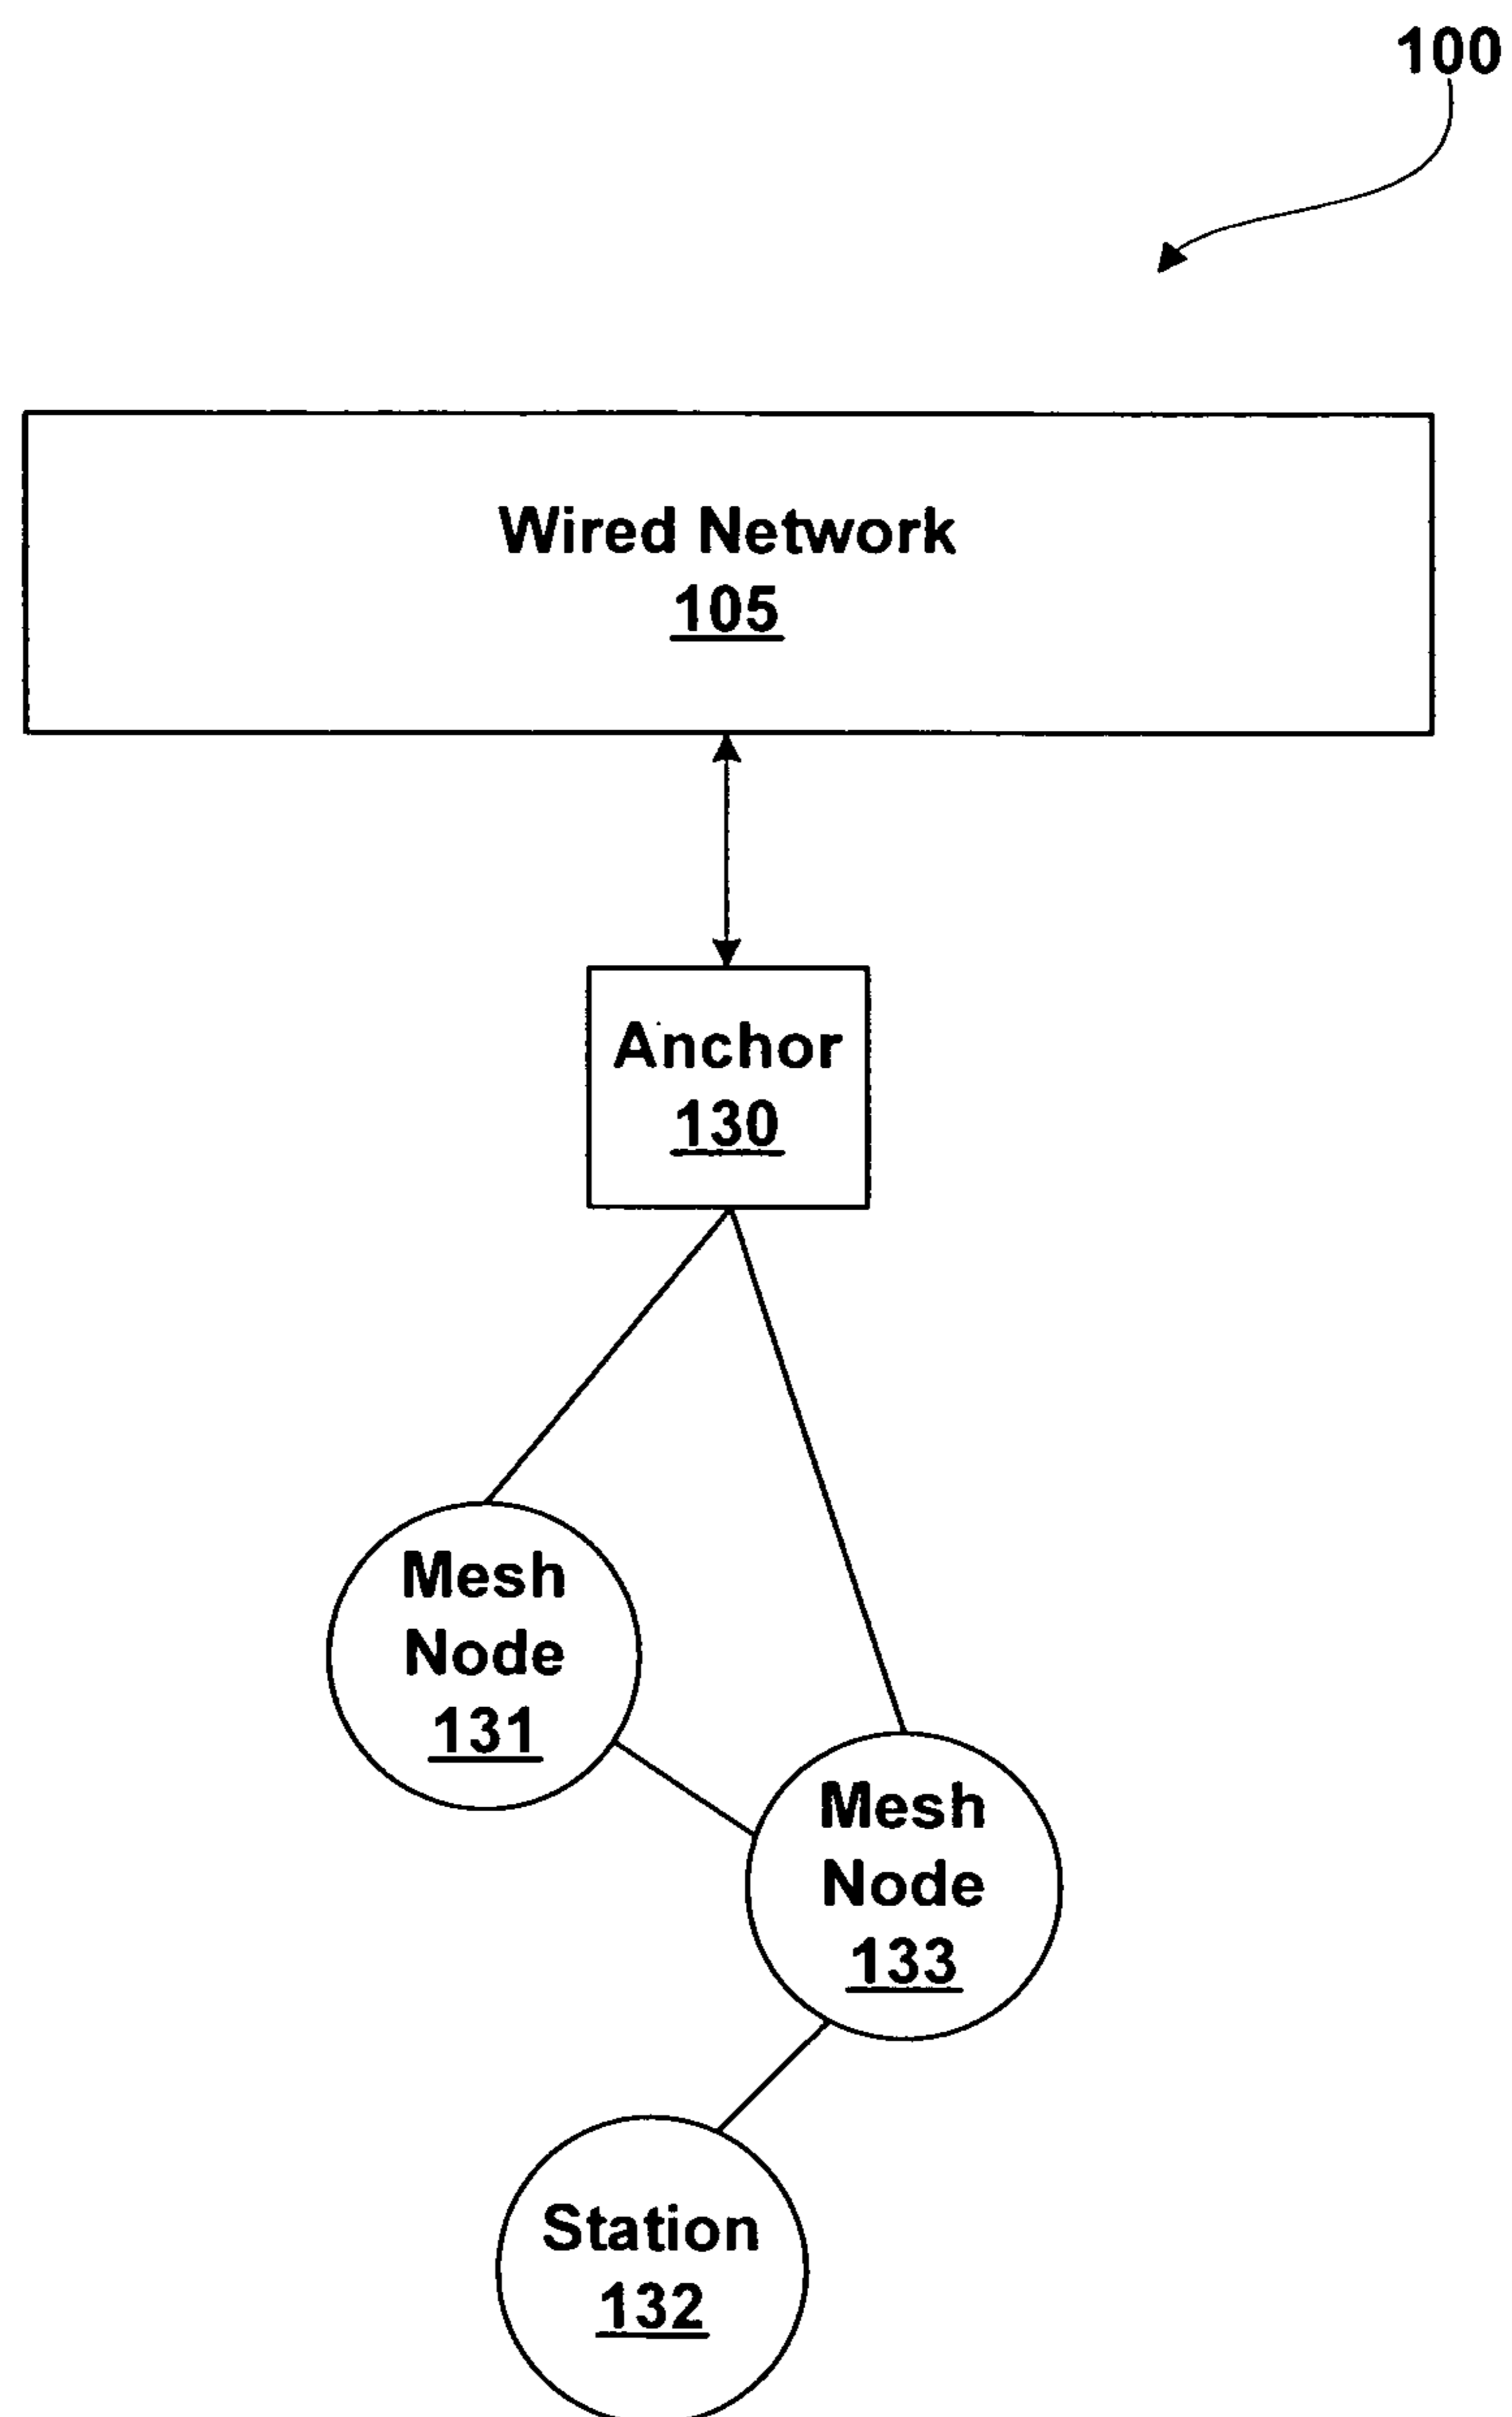 100
Wired Network
105
Anchor
130
Mesh
Node
131
Mesh
Node
133
Station
132